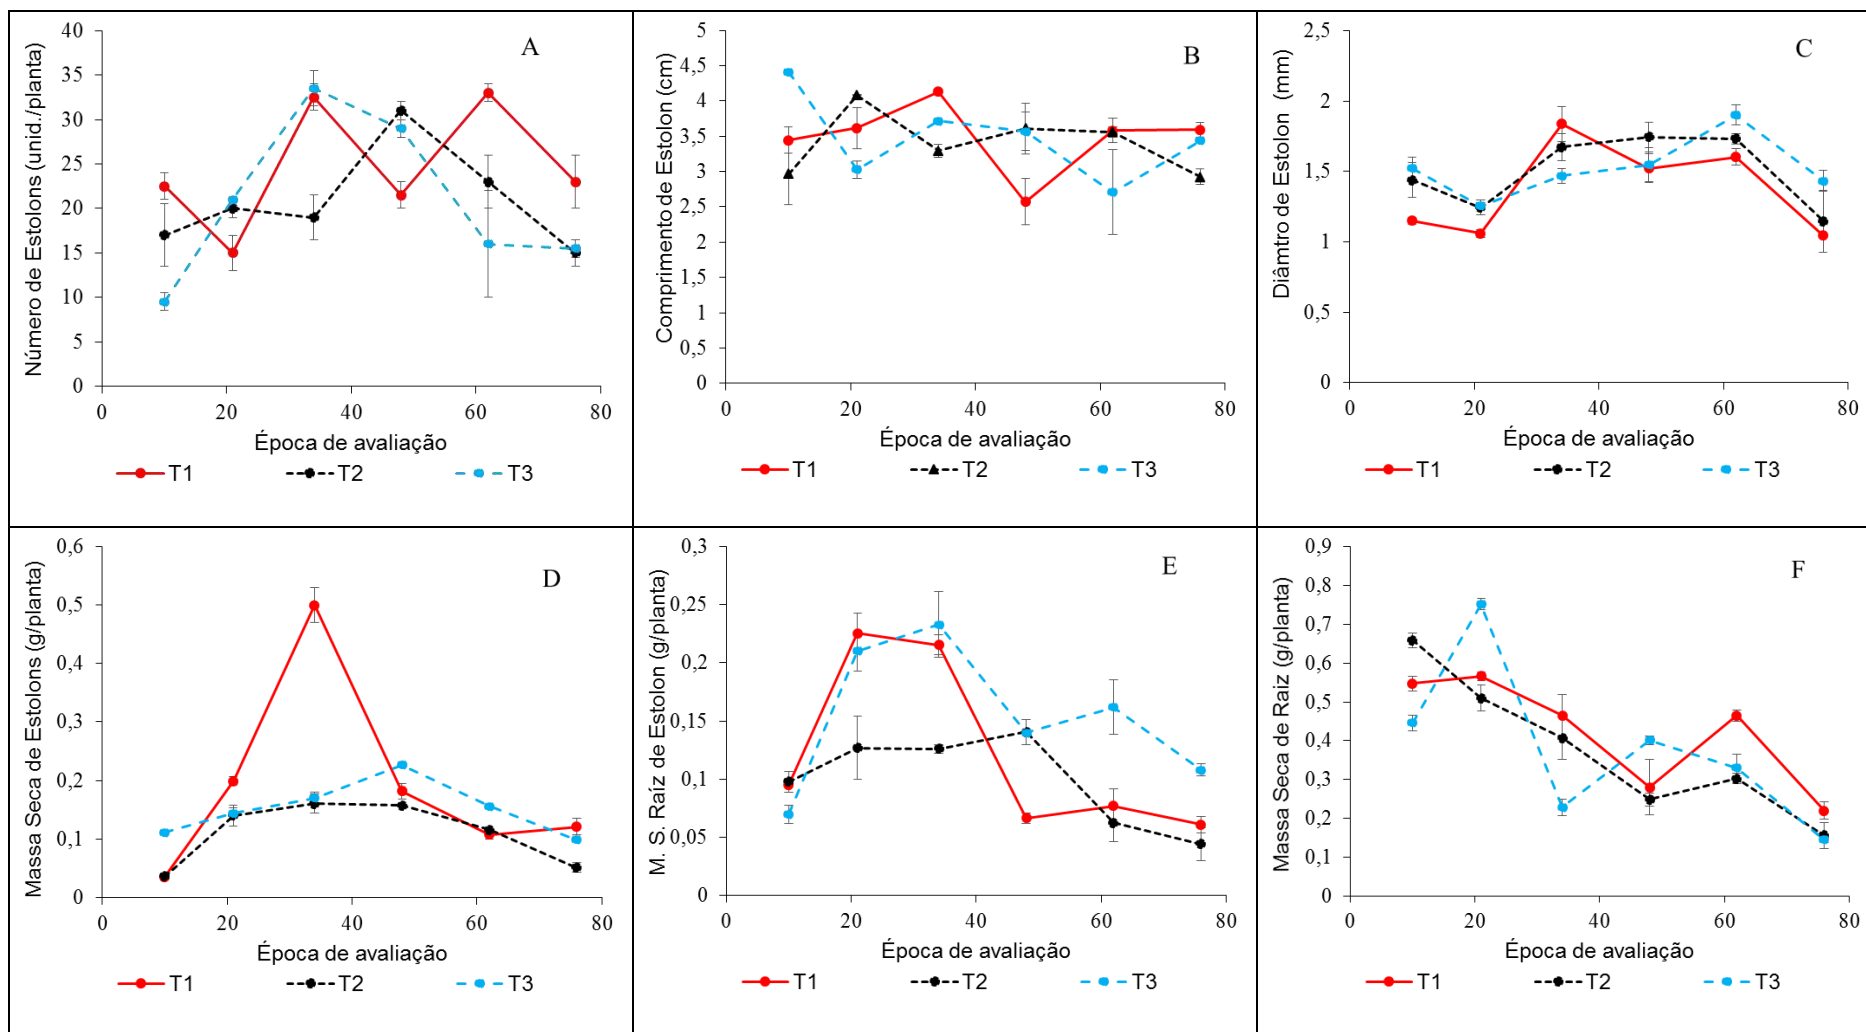 A
Número de Estolons (unid./planta)
40
35
30
25
20
15
10
5
0
0 20 40 60 80
Época de avaliação
T1 T2 T3
B
Comprimento de Estolon (cm)
5
4,5
4
3,5
3
2,5
2
1,5
1
0,5
0
0 20 40 60 80
Época de avaliação
T1 T2 T3
C
Diâmtro de Estolon (mm)
2,5
2
1,5
1
0,5
0
0 20 40 60 80
Época de avaliação
T1 T2 T3
D
Massa Seca de Estolons (g/planta)
0,6
0,5
0,4
0,3
0,2
0,1
0
0 20 40 60 80
Época de avaliação
T1 T2 T3
E
M. S. Raíz de Estolon (g/planta)
0,3
0,25
0,2
0,15
0,1
0,05
0
0 20 40 60 80
Época de avaliação
T1 T2 T3
F
Massa Seca de Raiz (g/planta)
0,9
0,8
0,7
0,6
0,5
0,4
0,3
0,2
0,1
0
0 20 40 60 80
Época de avaliação
T1 T2 T3